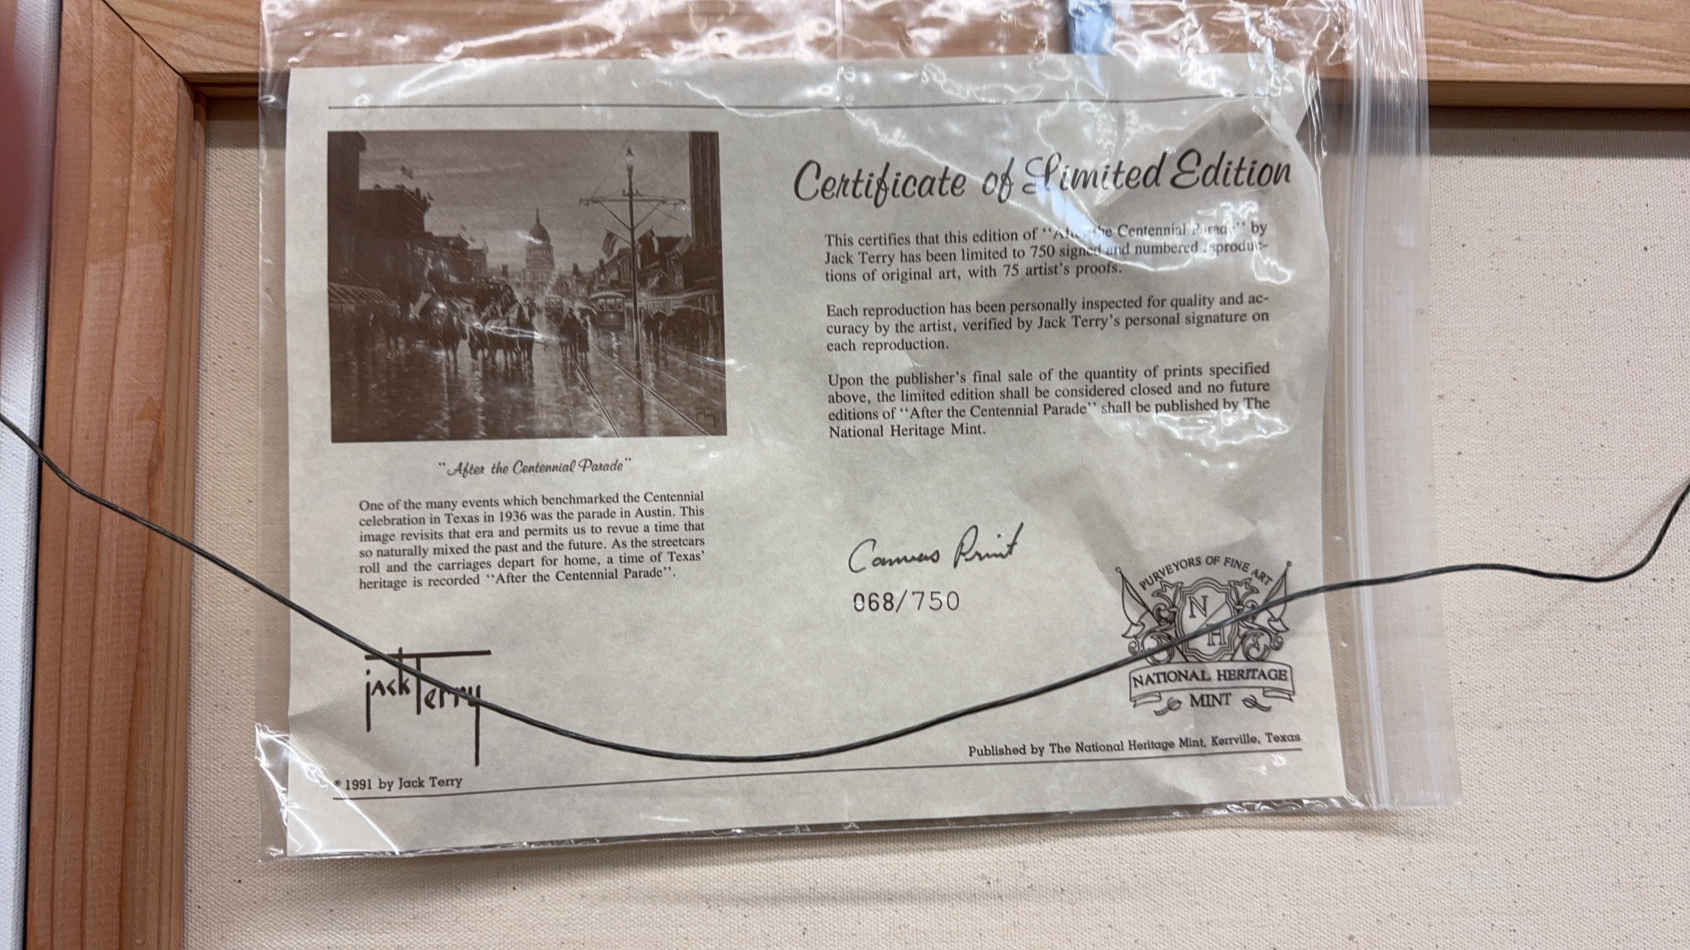 Certificate of Limited Edition
This certifies that this edition of “After the Centennial Parade” by
Jack Terry has been limited to 750 signed and numbered reproduc-
tions of original art, with 75 artist's proofs.
Each reproduction has been personally inspected for quality and ac-
curacy by the artist, verified by Jack Terry's personal signature on
each reproduction.
Upon the publisher's final sale of the quantity of prints specified
above, the limited edition shall be considered closed and no future
editions of “After the Centennial Parade” shall be published by The
National Heritage Mint.
“After the Centennial Parade”
One of the many events which benchmarked the Centennial
celebration in Texas in 1936 was the parade in Austin. This
image revisits that era and permits us to revue a time that
so naturally mixed the past and the future. As the streetcars
roll and the carriages depart for home, a time of Texas'
heritage is recorded “After the Centennial Parade”.
Canvas Print
068/750
Jack Terry
© 1991 by Jack Terry
PURVEYORS OF FINE ART
N
H
NATIONAL HERITAGE
MINT
Published by The National Heritage Mint, Kerrville, Texas